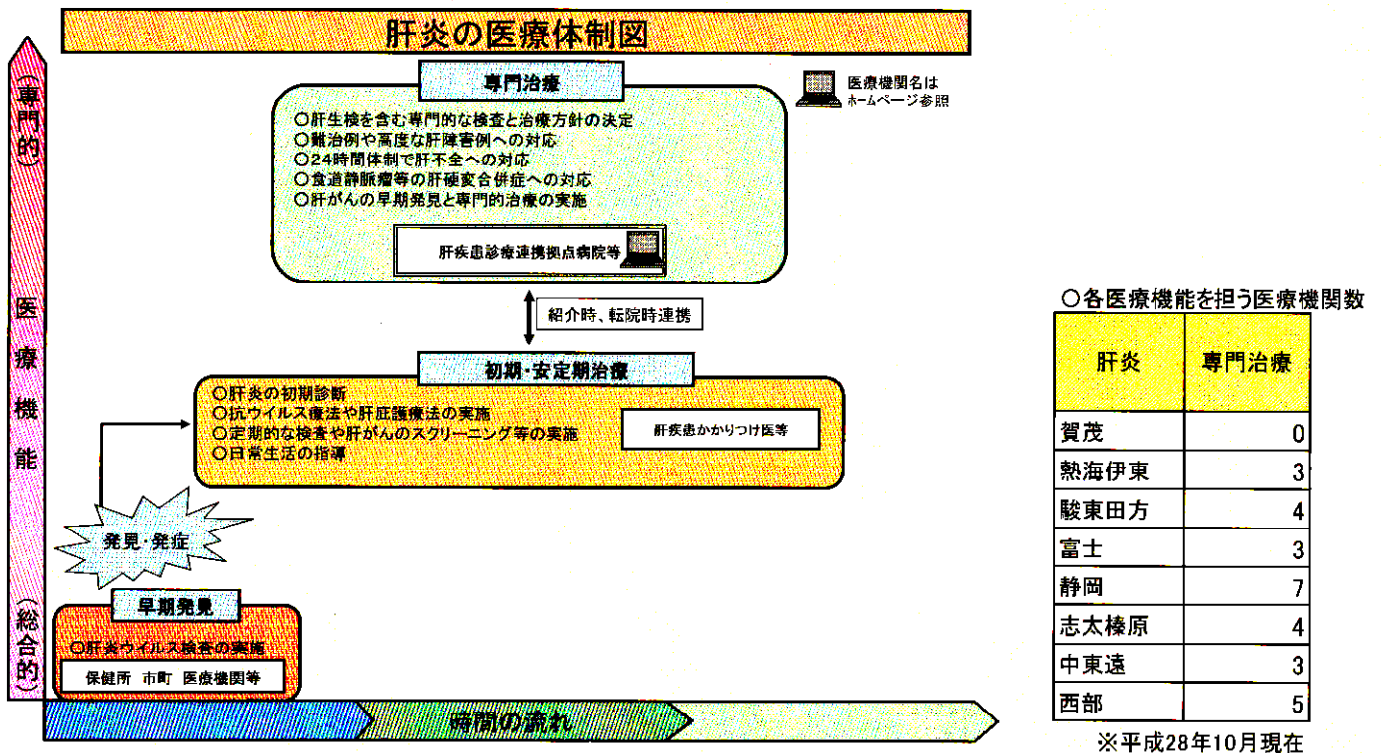 肝炎の医療体制図
(専門的)
医療機能
(総合的)
専門治療
○肝生検を含む専門的な検査と治療方針の決定
○難治例や高度な肝障害例への対応
○24時間体制で肝不全への対応
○食道静脈瘤等の肝硬変合併症への対応
○肝がんの早期発見と専門的治療の実施
肝疾患診療連携拠点病院等
医療機関名は
ホームページ参照
紹介時、転院時連携
初期・安定期治療
○肝炎の初期診断
○抗ウイルス療法や肝庇護療法の実施
○定期的な検査や肝がんのスクリーニング等の実施
○日常生活の指導
肝疾患かかりつけ医等
発見・発症
早期発見
○肝炎ウイルス検査の実施
保健所 市町 医療機関等
時間の流れ
○各医療機能を担う医療機関数
肝炎 専門治療
賀茂 0
熱海伊東 3
駿東田方 4
富士 3
静岡 7
志太榛原 4
中東遠 3
西部 5
※平成28年10月現在